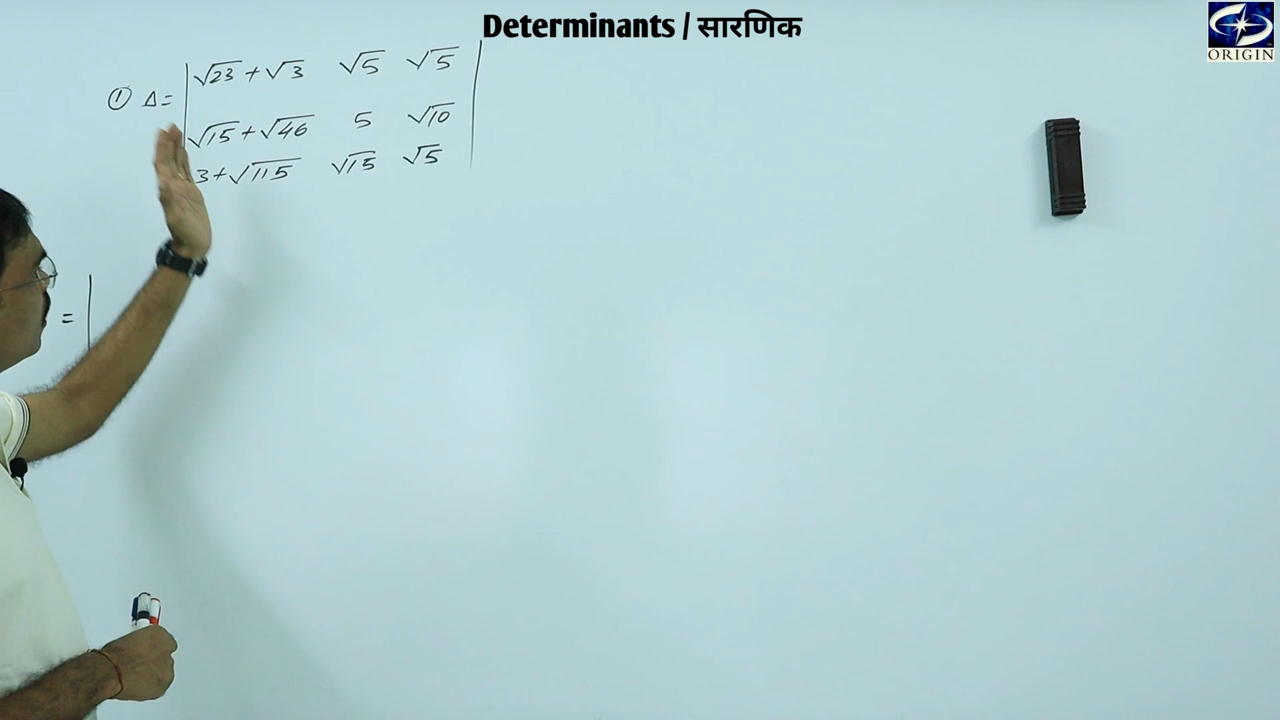 Determinants / सारणिक
ORIGIN
① Δ = | √23 + √3 √5 √5 |
√15 + √46 5 √10
3 + √115 √15 √5
= |